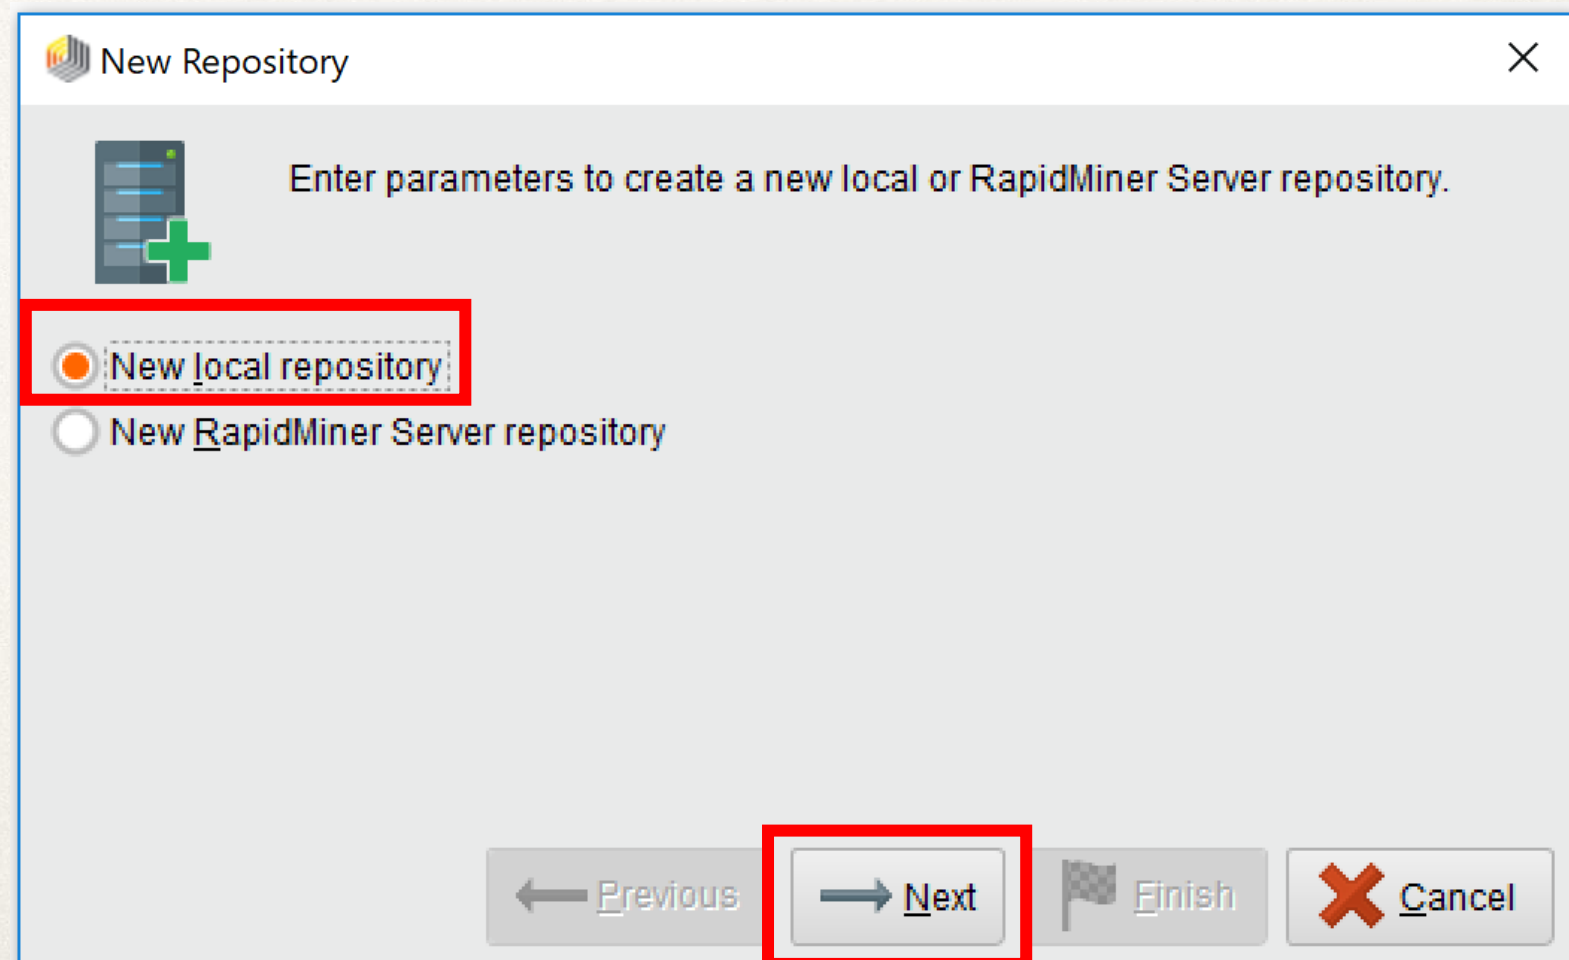 New Repository
Enter parameters to create a new local or RapidMiner Server repository.
New local repository
New RapidMiner Server repository
Previous
Next
Finish
Cancel